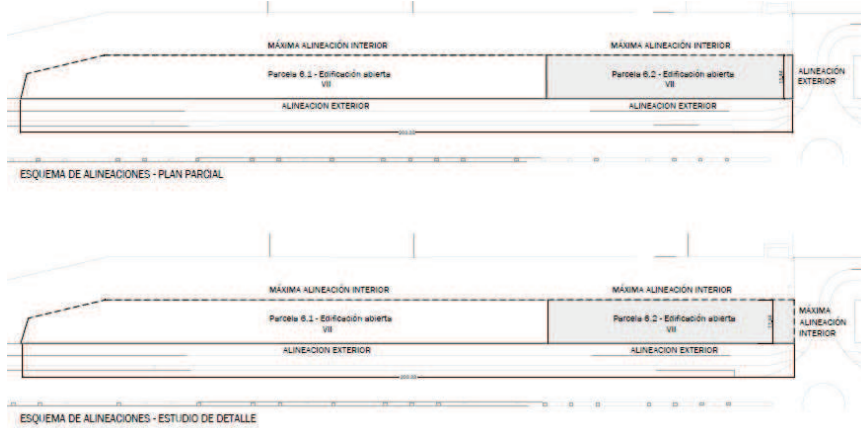 MÁXIMA ALINEACIÓN INTERIOR
MÁXIMA ALINEACIÓN INTERIOR
Parcela 6.1 - Edificación abierta
VII
Parcela 6.2 - Edificación abierta
VII
ALINEACIÓN
EXTERIOR
ALINEACION EXTERIOR
ALINEACION EXTERIOR
ESQUEMA DE ALINEACIONES - PLAN PARCIAL
MÁXIMA ALINEACIÓN INTERIOR
MÁXIMA ALINEACIÓN INTERIOR
Parcela 6.1 - Edificación abierta
VII
Parcela 6.2 - Edificación abierta
VII
MÁXIMA
ALINEACIÓN
INTERIOR
ALINEACION EXTERIOR
ALINEACION EXTERIOR
ESQUEMA DE ALINEACIONES - ESTUDIO DE DETALLE